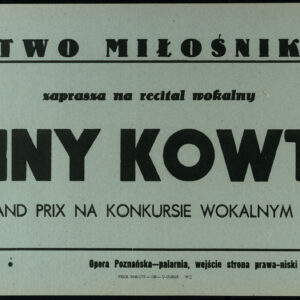 TWO MIŁOŚNIK
zaprasza na recital wokalny
NNY KOWT
AND PRIX NA KONKURSIE WOKALNYM
Opera Poznańska—palarnia, wejście strona prawa-niski